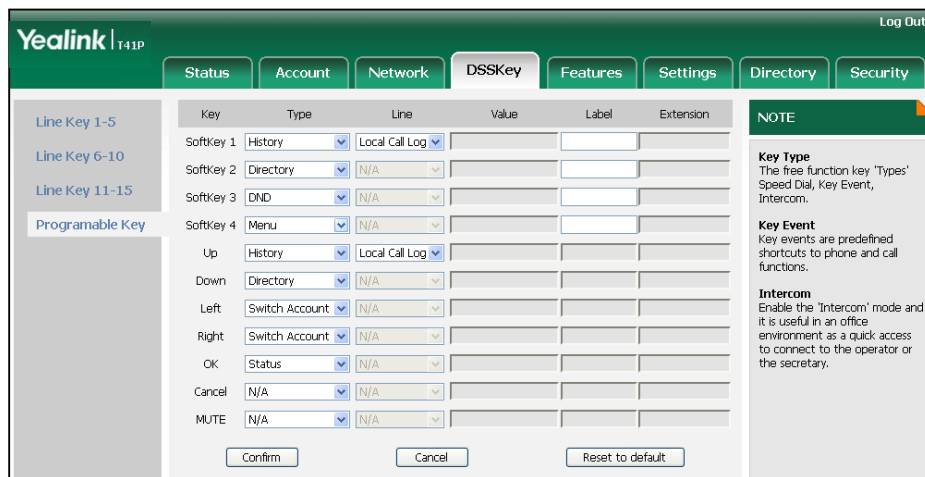 Log Out
Yealink T41P
Status Account Network DSSKey Features Settings Directory Security
Line Key 1-5
Line Key 6-10
Line Key 11-15
Programable Key
Key Type Line Value Label Extension
SoftKey 1 History Local Call Log
SoftKey 2 Directory N/A
SoftKey 3 DND N/A
SoftKey 4 Menu N/A
Up History Local Call Log
Down Directory N/A
Left Switch Account N/A
Right Switch Account N/A
OK Status N/A
Cancel N/A N/A
MUTE N/A N/A
Confirm Cancel Reset to default
NOTE
Key Type
The free function key 'Types'
Speed Dial, Key Event,
Intercom.
Key Event
Key events are predefined
shortcuts to phone and call
functions.
Intercom
Enable the 'Intercom' mode and
it is useful in an office
environment as a quick access
to connect to the operator or
the secretary.